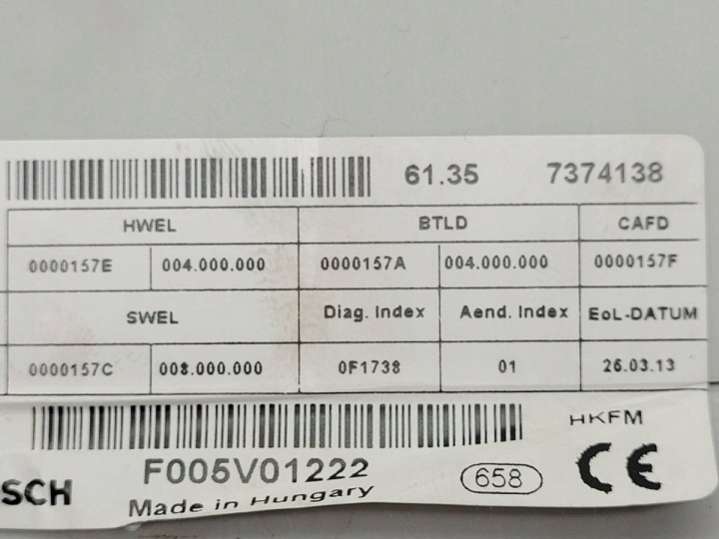 61.35 7374138
HWEL BTLD CAFD
0000157E 004.000.000 0000157A 004.000.000 0000157F
SWEL Diag. Index Aend. Index EoL-DATUM
0000157C 008.000.000 0F1738 01 26.03.13
HKFM
F005V01222 658 CE
SCH Made in Hungary